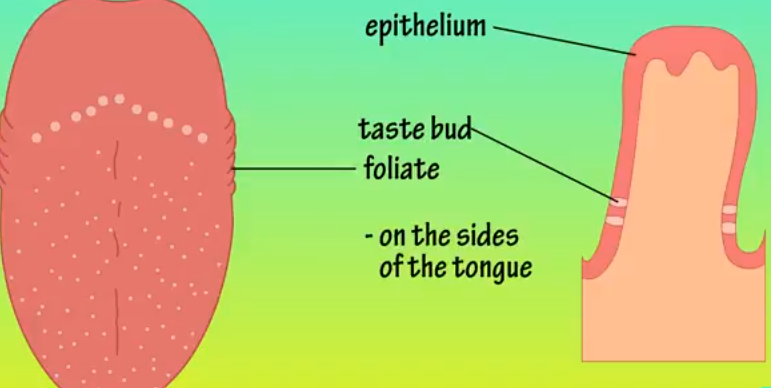 epithelium
taste bud
foliate
- on the sides
of the tongue